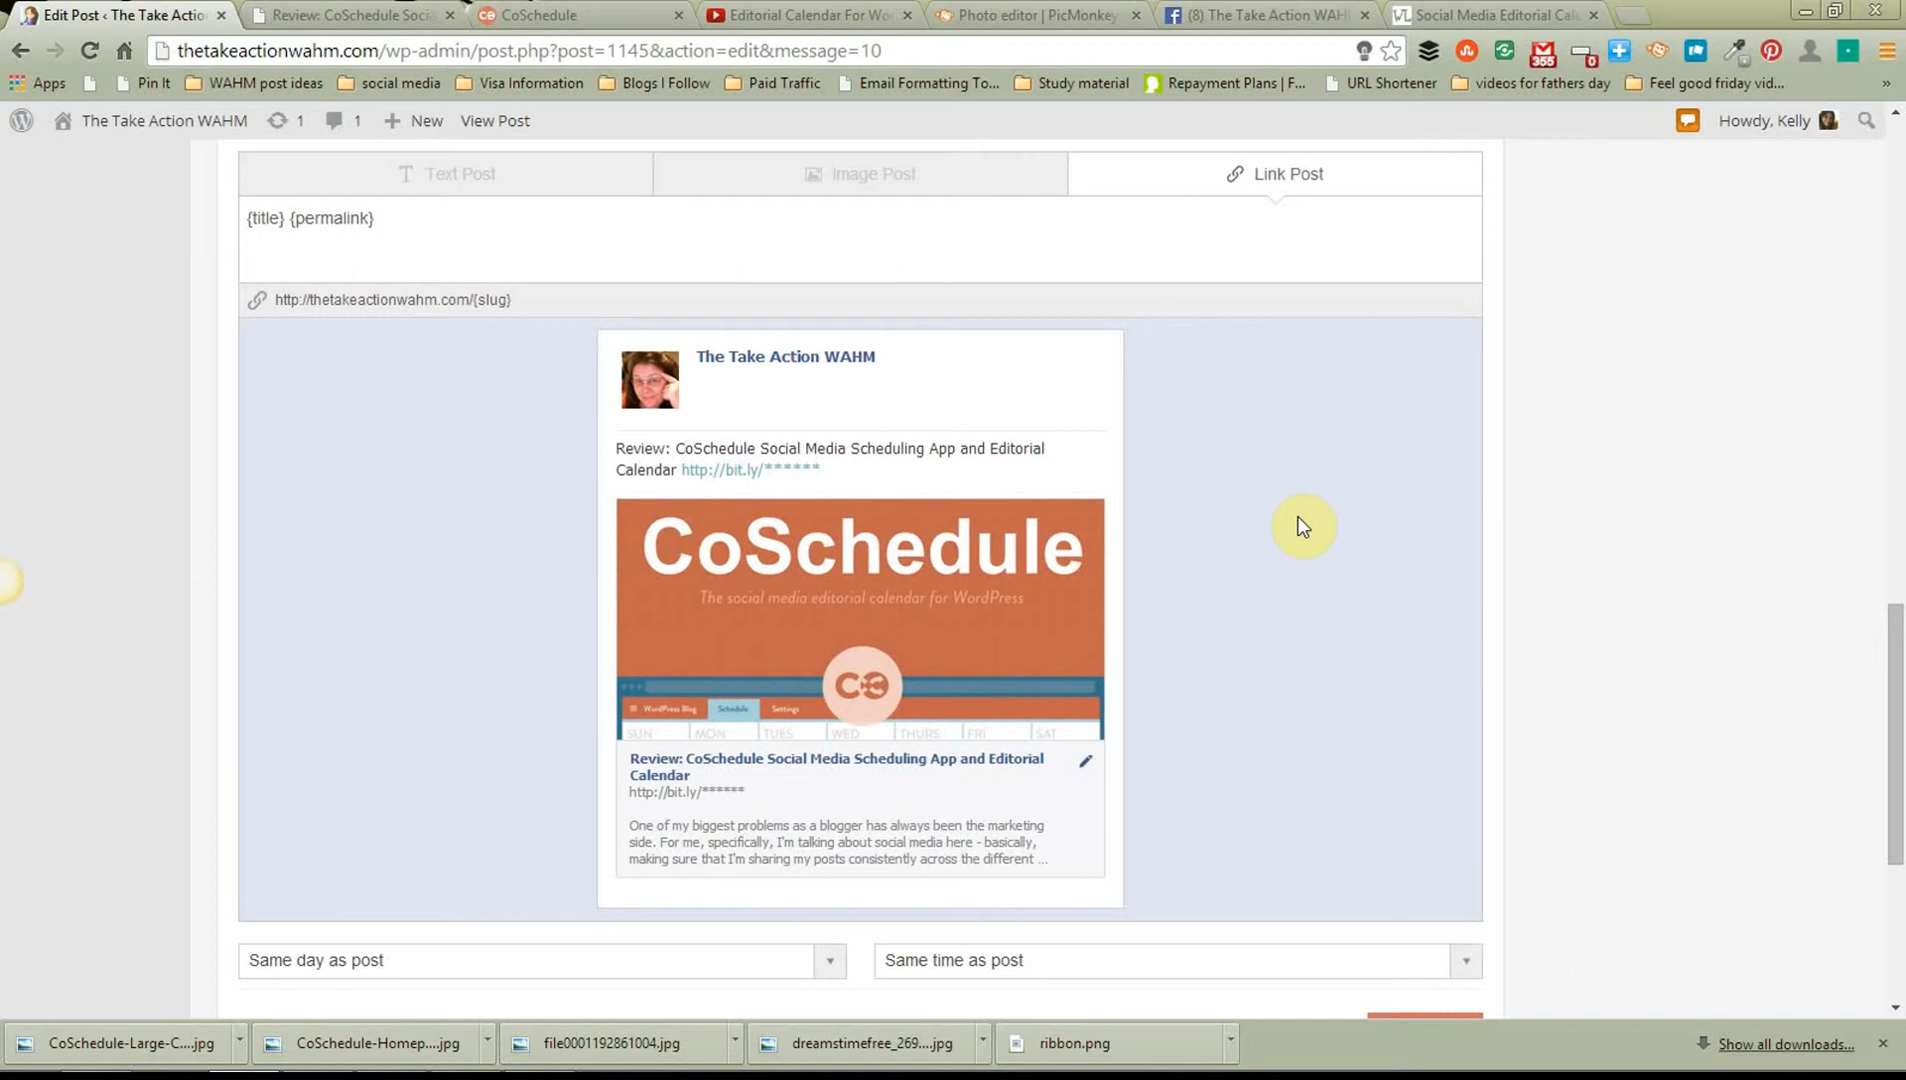 Edit Post ‹ The Take Actio
Review: CoSchedule Socia
CoSchedule
Editorial Calendar For Wo
Photo editor | PicMonkey
(8) The Take Action WAH
Social Media Editorial Cal
thetakeactionwahm.com/wp-admin/post.php?post=1145&action=edit&message=10
355
0
Apps
Pin It
WAHM post ideas
social media
Visa Information
Blogs I Follow
Paid Traffic
Email Formatting To...
Study material
Repayment Plans | F...
URL Shortener
videos for fathers day
Feel good friday vid...
»
The Take Action WAHM
1
1
New
View Post
Howdy, Kelly
Text Post
Image Post
Link Post
{title} {permalink}
http://thetakeactionwahm.com/{slug}
The Take Action WAHM
Review: CoSchedule Social Media Scheduling App and Editorial
Calendar http://bit.ly/******
CoSchedule
The social media editorial calendar for WordPress
WordPress Blog
Schedule
Settings
SUN
MON
TUES
WED
THURS
FRI
SAT
Review: CoSchedule Social Media Scheduling App and Editorial
Calendar
http://bit.ly/******
One of my biggest problems as a blogger has always been the marketing
side. For me, specifically, I'm talking about social media here - basically,
making sure that I'm sharing my posts consistently across the different ...
Same day as post
Same time as post
CoSchedule-Large-C....jpg
CoSchedule-Homep....jpg
file0001192861004.jpg
dreamstimefree_269....jpg
ribbon.png
Show all downloads...